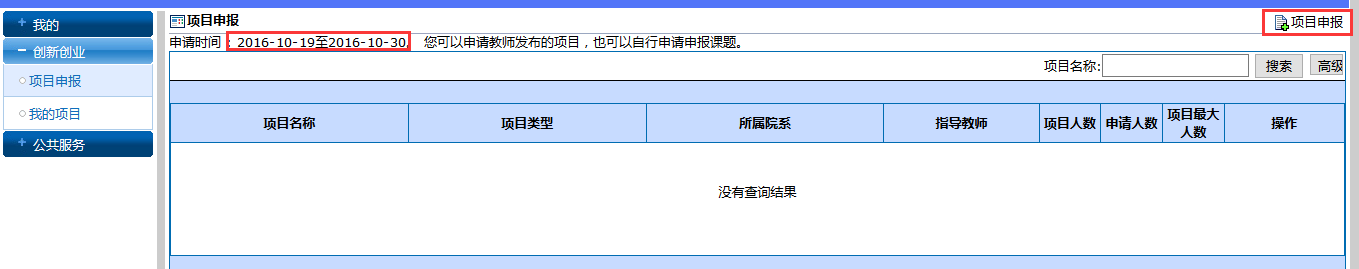 我的
创新创业
项目申报
我的项目
公共服务
项目申报
项目申报
申请时间：2016-10-19至2016-10-30, 您可以申请教师发布的项目，也可以自行申请申报课题。
项目名称: 搜索 高级
项目名称 项目类型 所属院系 指导教师 项目人数 申请人数 项目最大人数 操作
没有查询结果